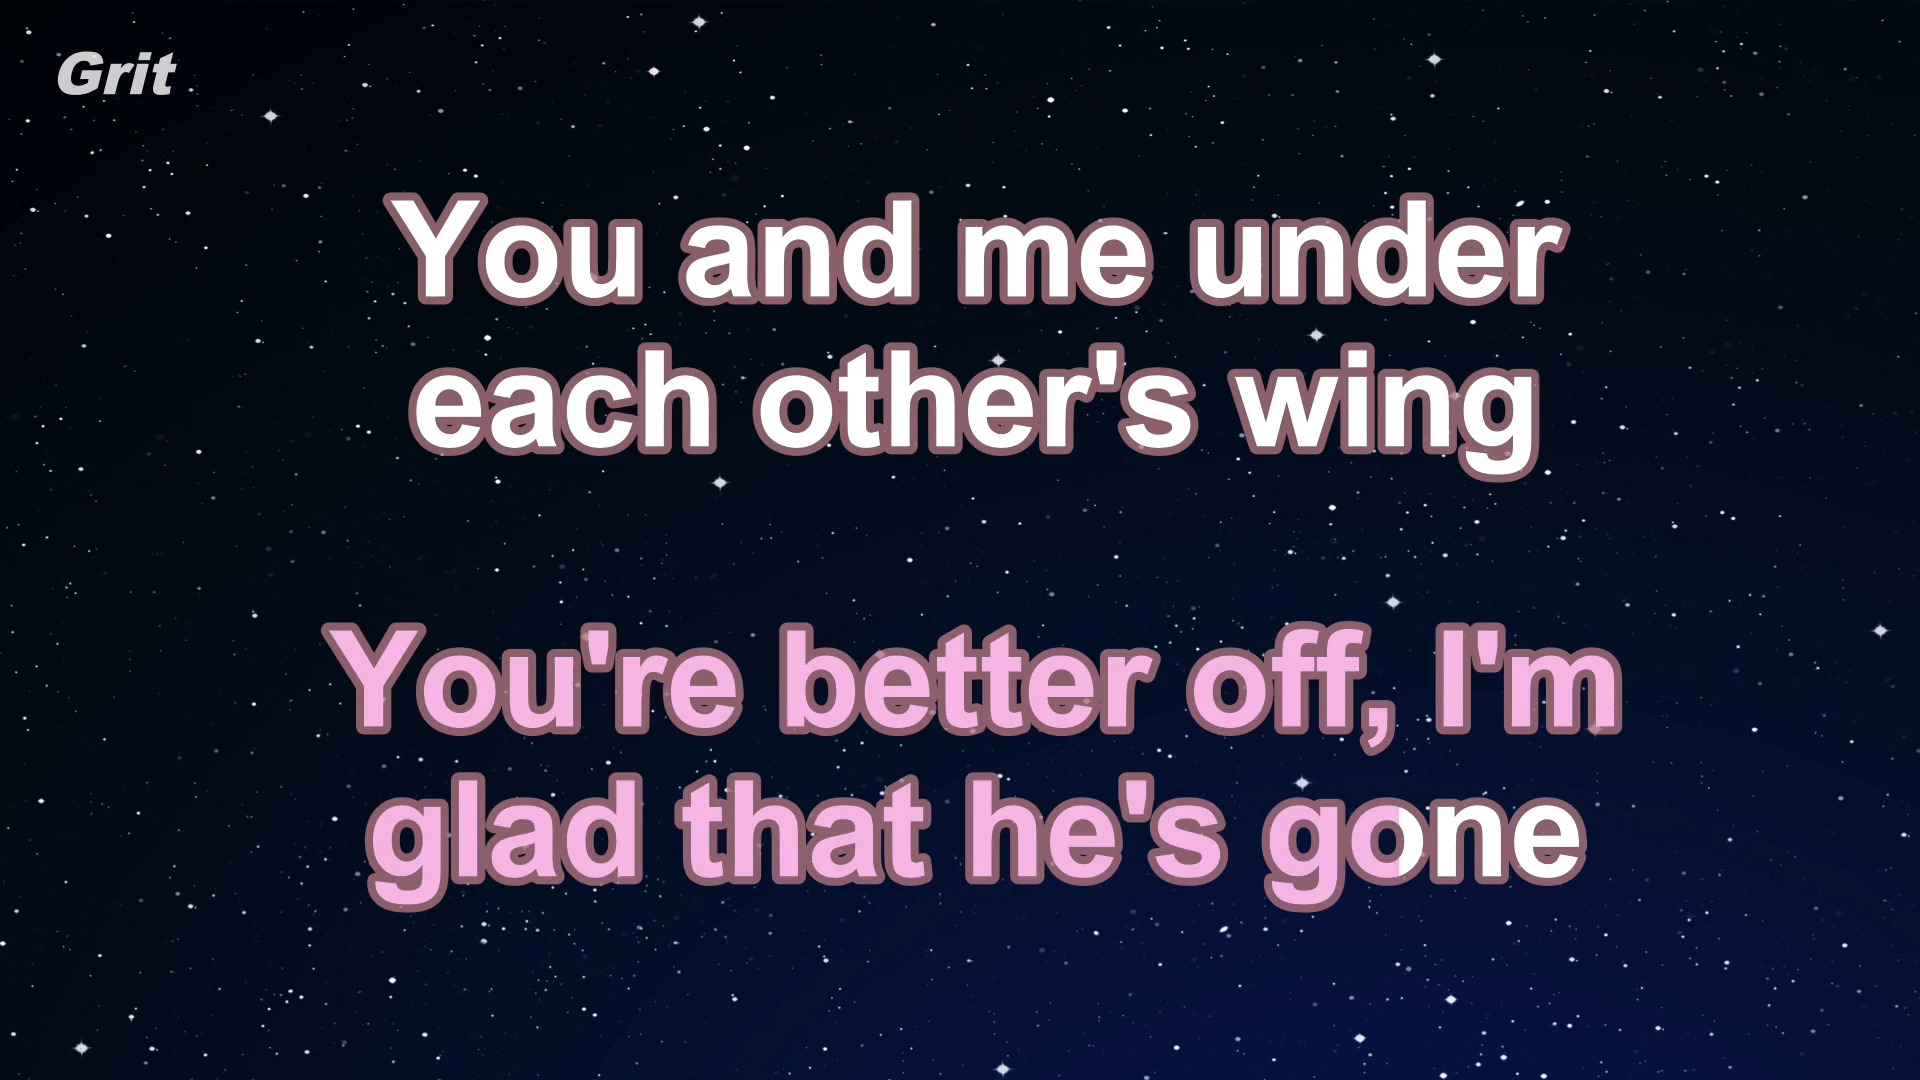 Grit
You and me under
each other's wing
You're better off, I'm
glad that he's gone